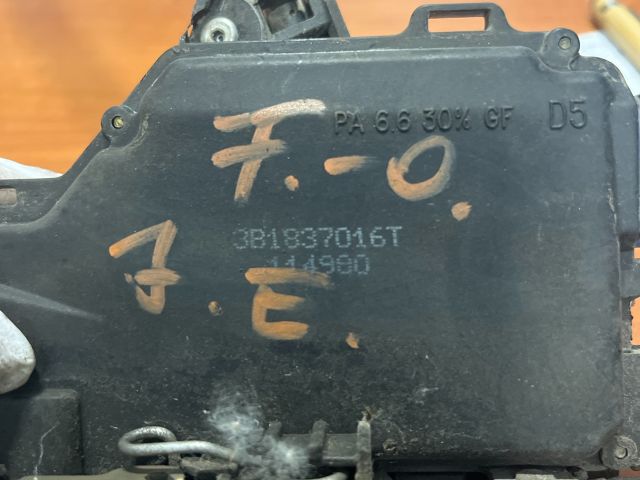 PA 6.6 30% GF D5
F.-O.
3B1837016T
114980
J.E.